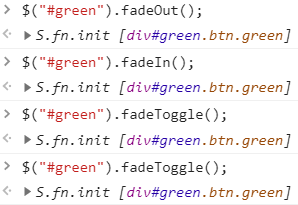 > $("#green").fadeOut();
<· ▶ S.fn.init [div#green.btn.green]
> $("#green").fadeIn();
<· ▶ S.fn.init [div#green.btn.green]
> $("#green").fadeToggle();
<· ▶ S.fn.init [div#green.btn.green]
> $("#green").fadeToggle();
<· ▶ S.fn.init [div#green.btn.green]